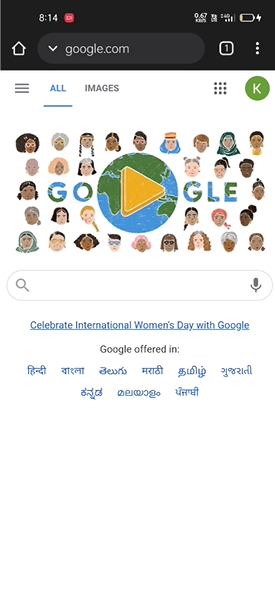 8:14 0.67 KB/S 4G
google.com 1
ALL IMAGES K
GO GLE
Celebrate International Women's Day with Google
Google offered in:
हिन्दी বাংলা తెలుగు मराठी தமிழ் ગુજરાતી
ಕನ್ನಡ മലയാളം ਪੰਜਾਬੀ